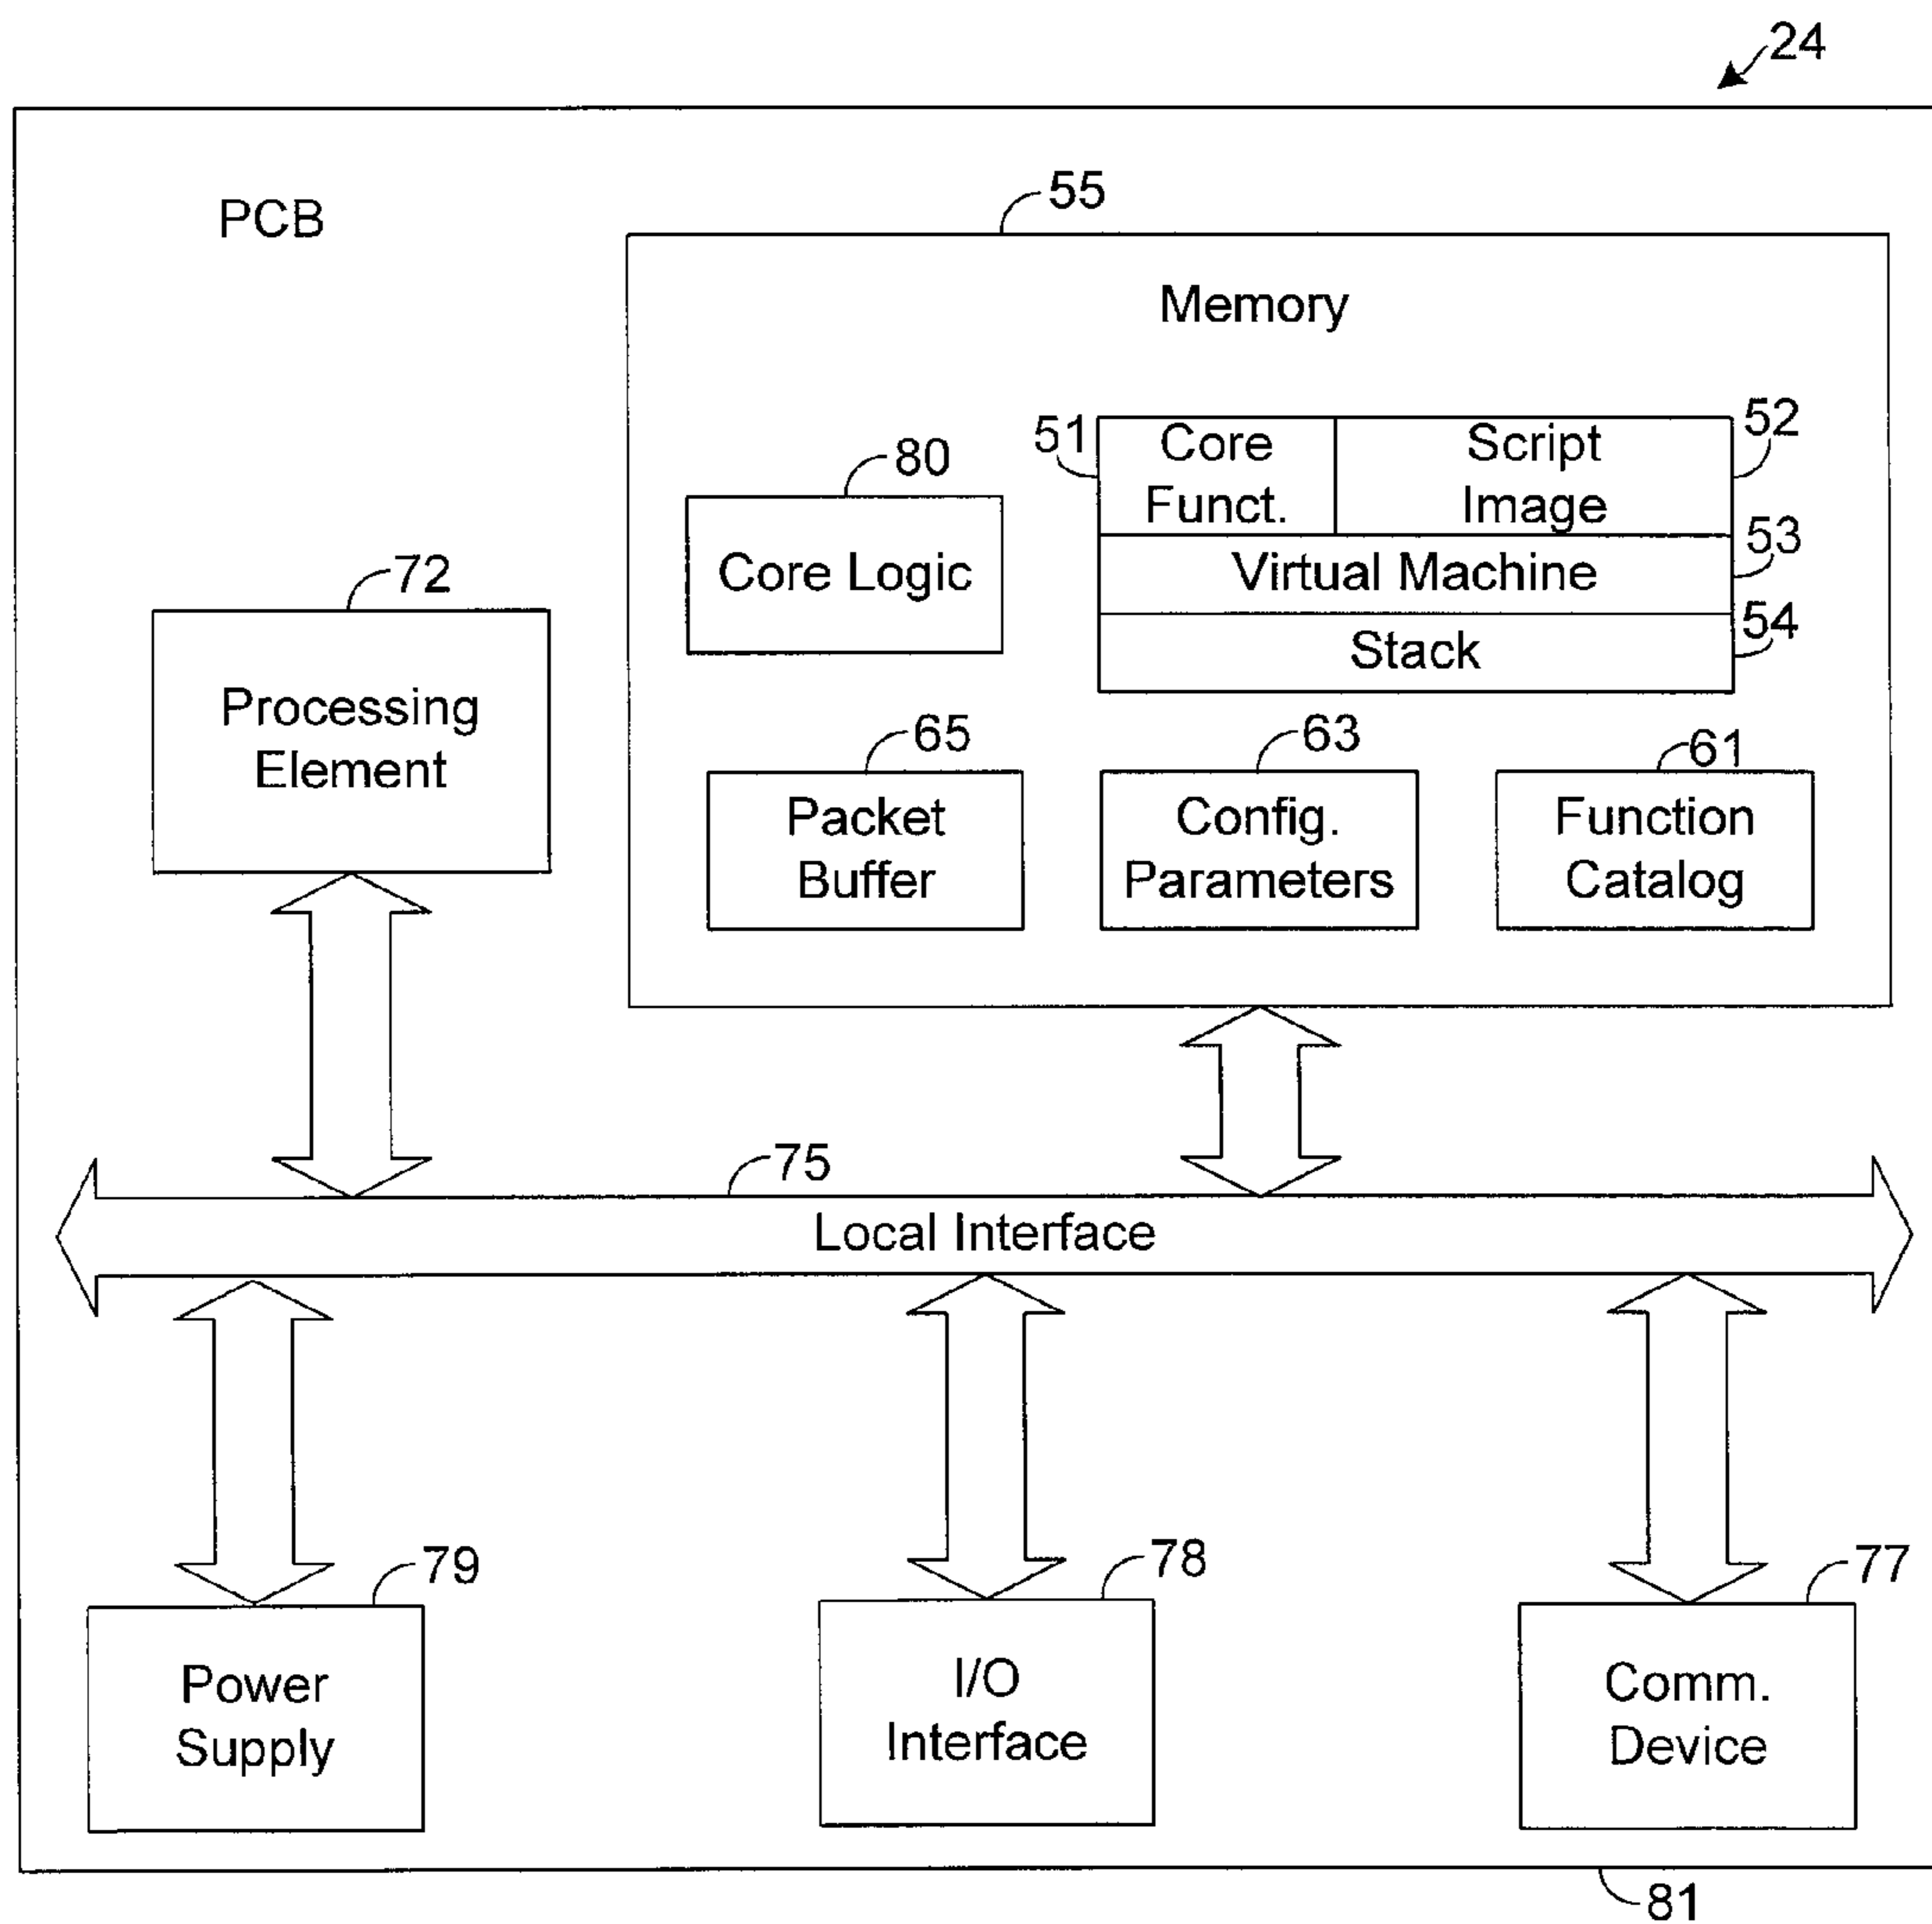 24
55
PCB
Memory
51
Core
Funct.
Script
Image
52
80
Core Logic
Virtual Machine
53
72
Stack
54
Processing
Element
65
63
61
Packet
Buffer
Config.
Parameters
Function
Catalog
75
Local Interface
79
78
77
Power
Supply
I/O
Interface
Comm.
Device
81